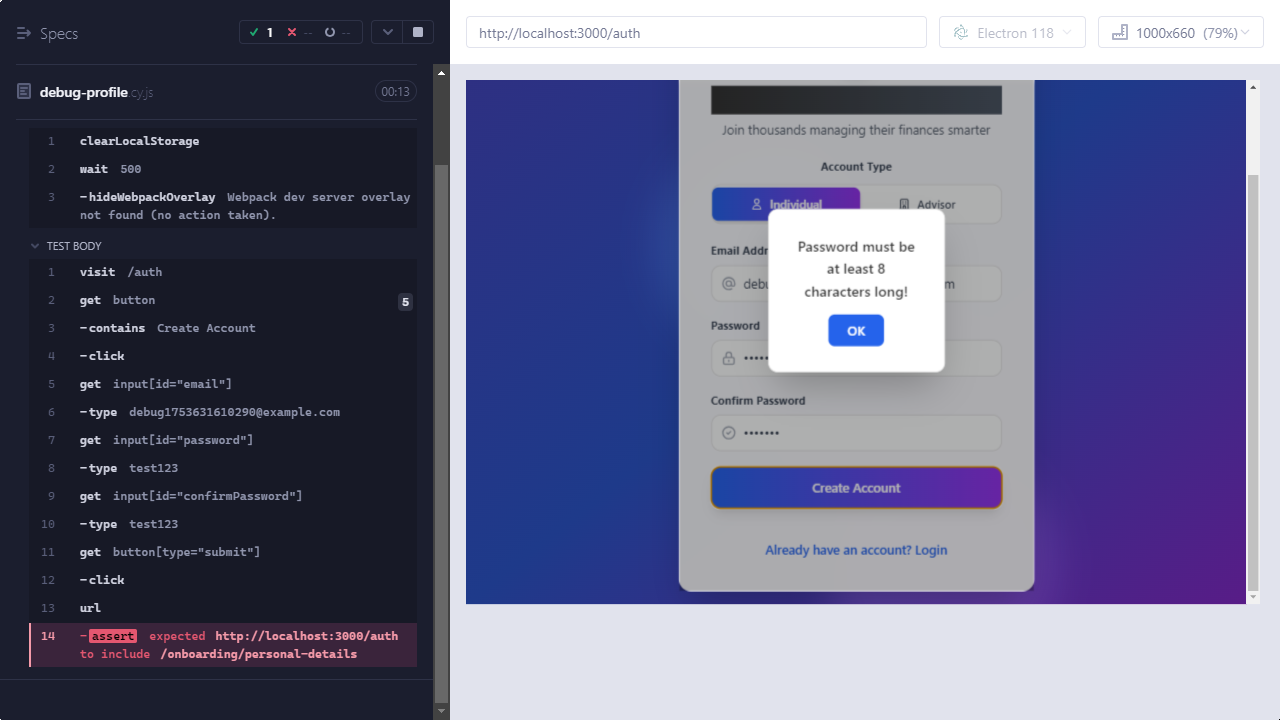 Specs
1 -- --
debug-profile.cy.js 00:13
1 clearLocalStorage
2 wait 500
3 -hideWebpackOverlay Webpack dev server overlay
not found (no action taken).
TEST BODY
1 visit /auth
2 get button 5
3 -contains Create Account
4 -click
5 get input[id="email"]
6 -type debug1753631610290@example.com
7 get input[id="password"]
8 -type test123
9 get input[id="confirmPassword"]
10 -type test123
11 get button[type="submit"]
12 -click
13 url
14 -assert expected http://localhost:3000/auth
to include /onboarding/personal-details
http://localhost:3000/auth
Electron 118
1000x660 (79%)
Join thousands managing their finances smarter
Account Type
Individual Advisor
Email Addr
@ debu m
Password
•••••
Confirm Password
•••••••
Create Account
Already have an account? Login
Password must be
at least 8
characters long!
OK